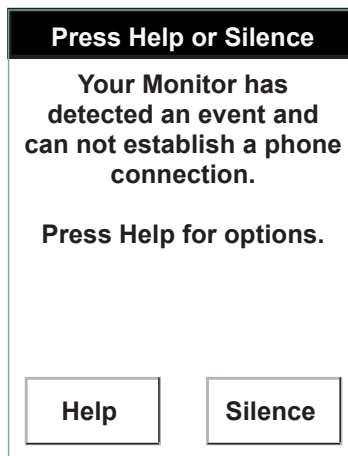 Press Help or Silence
Your Monitor has
detected an event and
can not establish a phone
connection.
Press Help for options.
Help
Silence